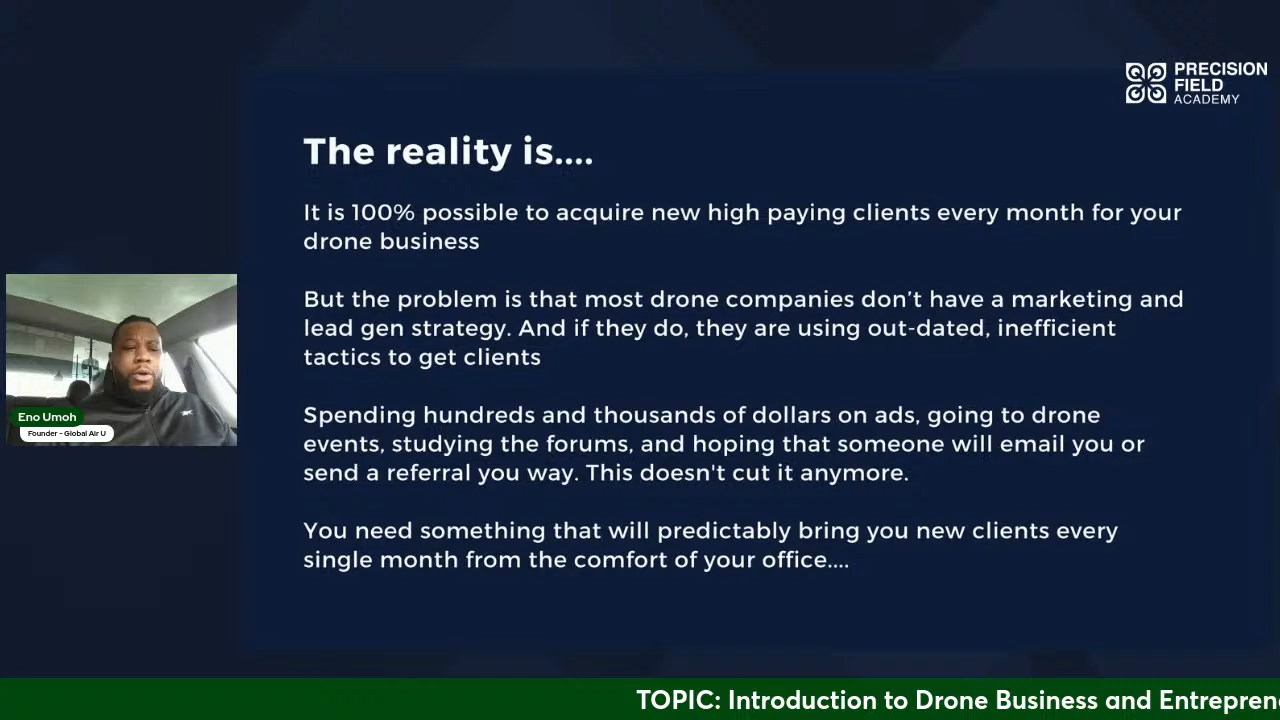 PRECISION
FIELD
ACADEMY
The reality is....
It is 100% possible to acquire new high paying clients every month for your
drone business
But the problem is that most drone companies don't have a marketing and
lead gen strategy. And if they do, they are using out-dated, inefficient
tactics to get clients
Spending hundreds and thousands of dollars on ads, going to drone
events, studying the forums, and hoping that someone will email you or
send a referral you way. This doesn't cut it anymore.
You need something that will predictably bring you new clients every
single month from the comfort of your office....
Eno Umoh
Founder - Global Air U
TOPIC: Introduction to Drone Business and Entrepren